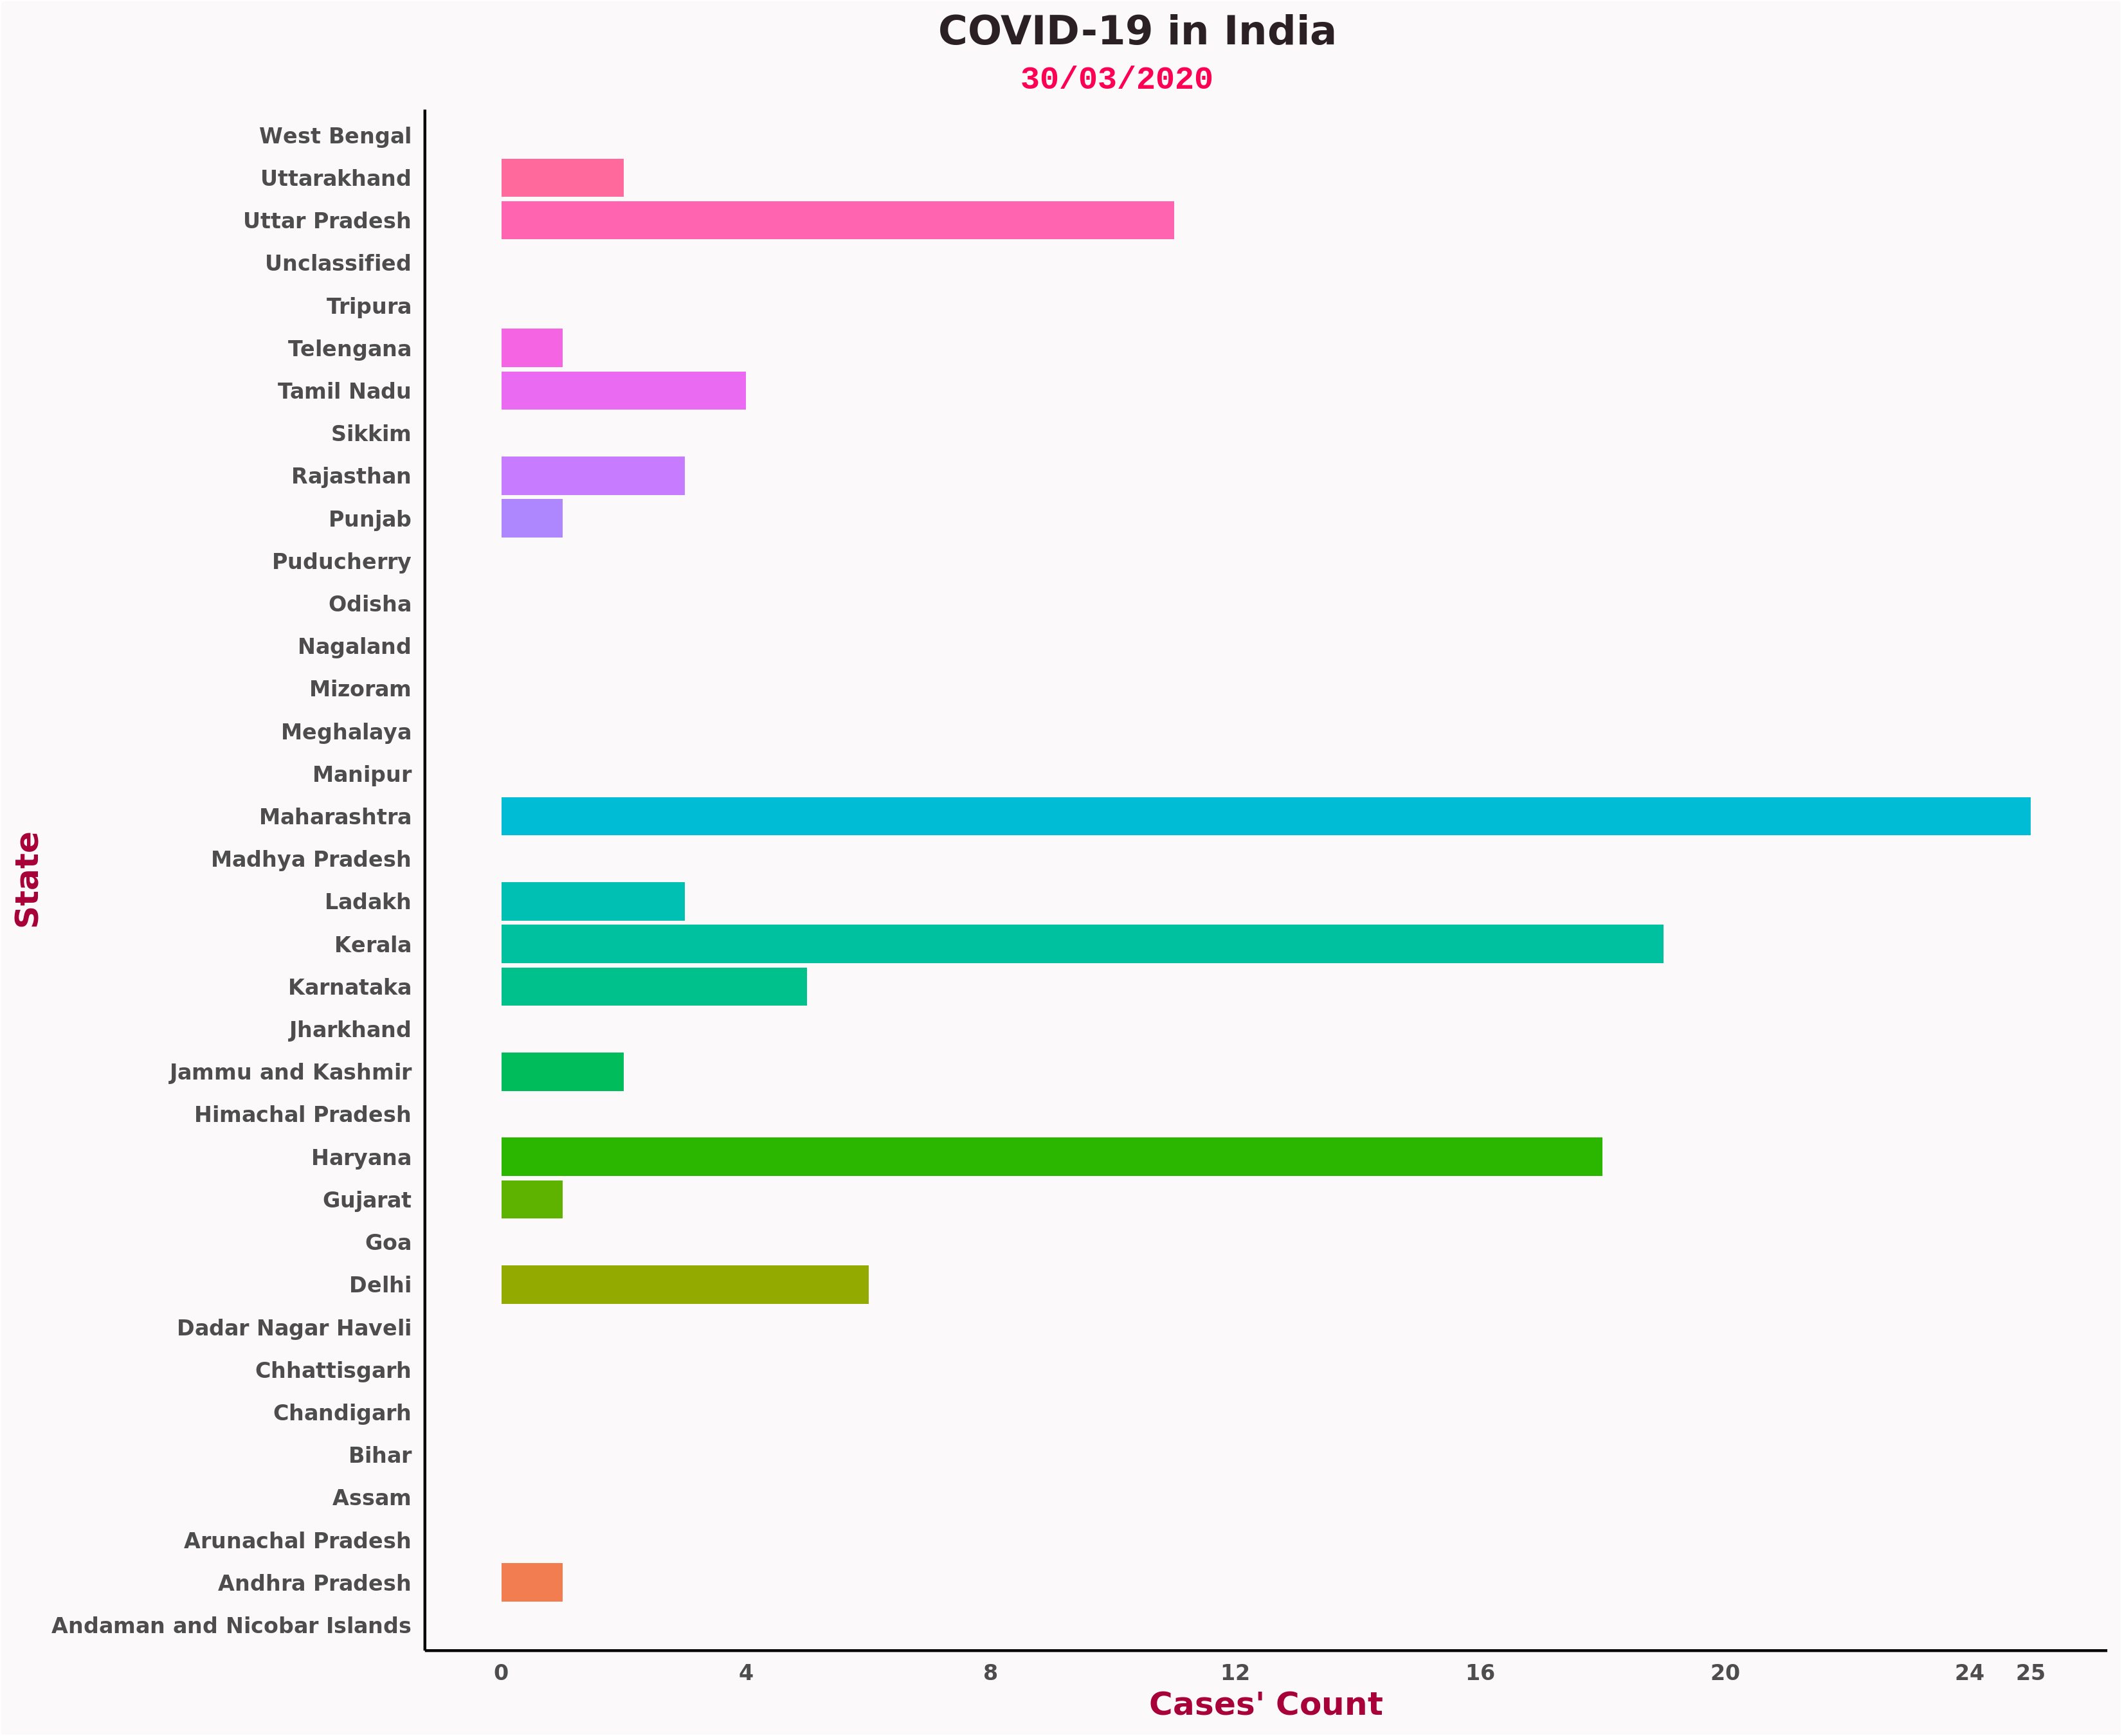 COVID-19 in India
30/03/2020
West Bengal
Uttarakhand
Uttar Pradesh
Unclassified
Tripura
Telengana
Tamil Nadu
Sikkim
Rajasthan
Punjab
Puducherry
Odisha
Nagaland
Mizoram
Meghalaya
Manipur
Maharashtra
Madhya Pradesh
Ladakh
Kerala
Karnataka
Jharkhand
Jammu and Kashmir
Himachal Pradesh
Haryana
Gujarat
Goa
Delhi
Dadar Nagar Haveli
Chhattisgarh
Chandigarh
Bihar
Assam
Arunachal Pradesh
Andhra Pradesh
Andaman and Nicobar Islands
State
0 4 8 12 16 20 24 25
Cases' Count